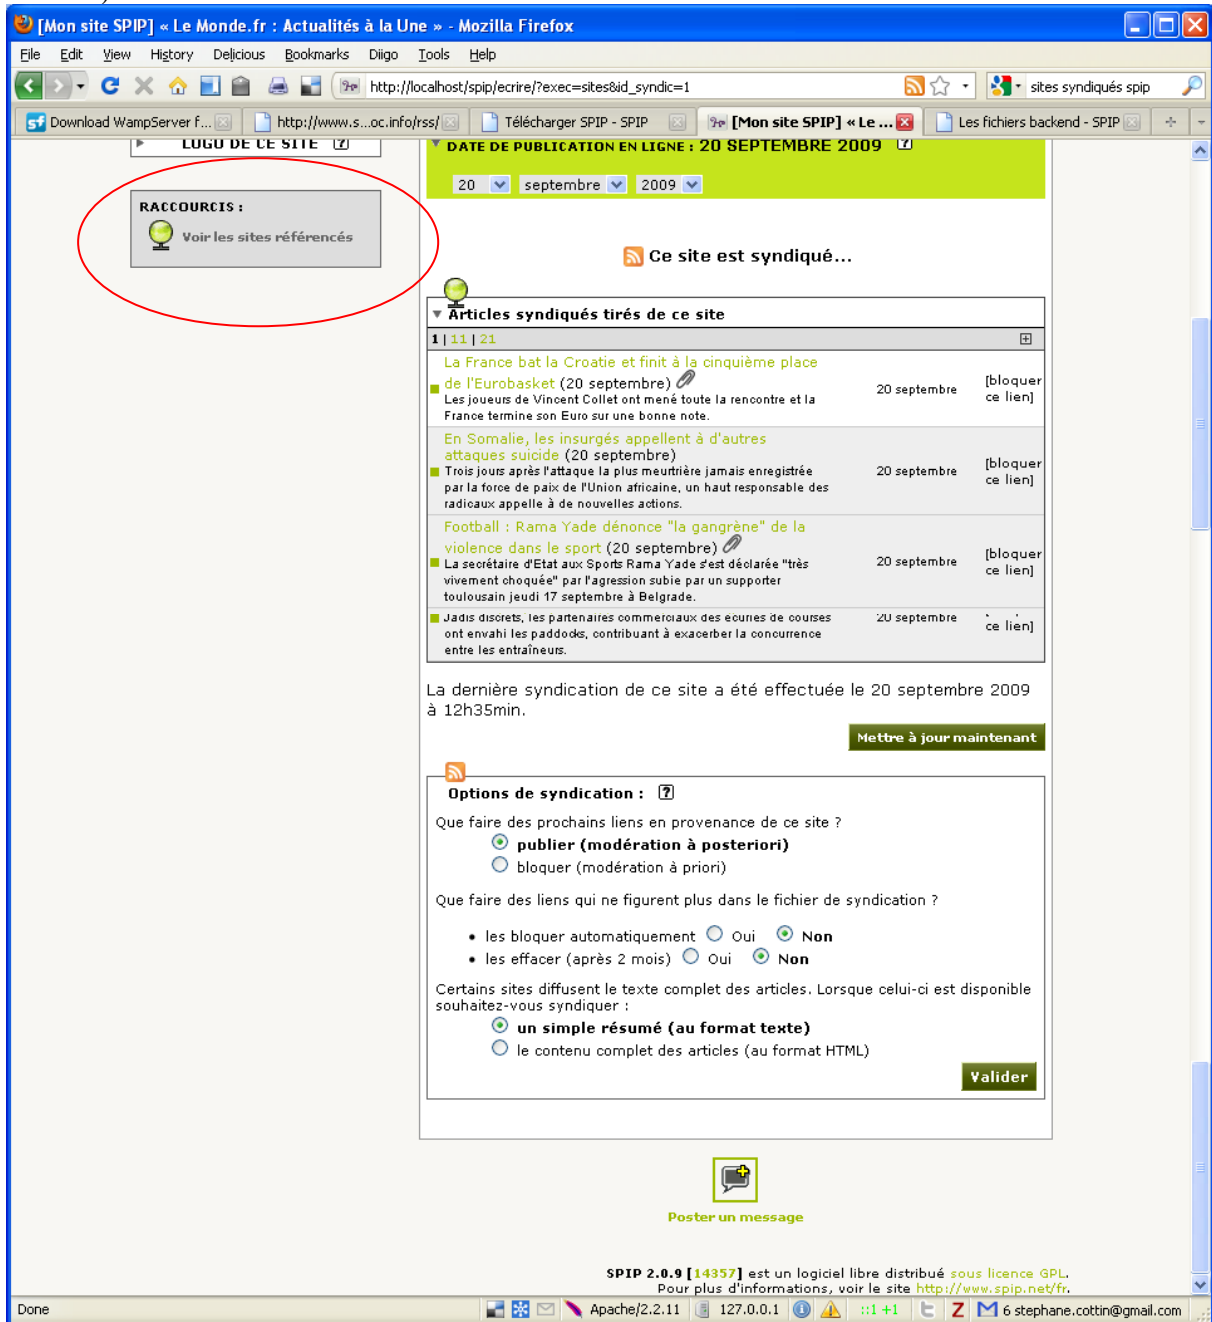 [Mon site SPIP] « Le Monde.fr : Actualités à la Une » - Mozilla Firefox
File Edit View History Delicious Bookmarks Diigo Tools Help
http://localhost/spip/ecrire/?exec=sites&id_syndic=1 sites syndiqués spip
Download WampServer f... http://www.s...oc.info/rss/ Télécharger SPIP - SPIP [Mon site SPIP] « Le ... Les fichiers backend - SPIP
LOGO DE CE SITE ?
DATE DE PUBLICATION EN LIGNE : 20 SEPTEMBRE 2009 ?
20 septembre 2009
RACCOURCIS :
Voir les sites référencés
Ce site est syndiqué...
Articles syndiqués tirés de ce site
1 | 11 | 21
La France bat la Croatie et finit à la cinquième place
de l'Eurobasket (20 septembre)
Les joueurs de Vincent Collet ont mené toute la rencontre et la
France termine son Euro sur une bonne note.
20 septembre
[bloquer
ce lien]
En Somalie, les insurgés appellent à d'autres
attaques suicide (20 septembre)
Trois jours après l'attaque la plus meurtrière jamais enregistrée
par la force de paix de l'Union africaine, un haut responsable des
radicaux appelle à de nouvelles actions.
20 septembre
[bloquer
ce lien]
Football : Rama Yade dénonce "la gangrène" de la
violence dans le sport (20 septembre)
La secrétaire d'Etat aux Sports Rama Yade s'est déclarée "très
vivement choquée" par l'agression subie par un supporter
toulousain jeudi 17 septembre à Belgrade.
20 septembre
[bloquer
ce lien]
Jadis discrets, les partenaires commerciaux des écuries de courses
ont envahi les paddocks, contribuant à exacerber la concurrence
entre les entraîneurs.
20 septembre
ce lien]
La dernière syndication de ce site a été effectuée le 20 septembre 2009
à 12h35min.
Mettre à jour maintenant
Options de syndication : ?
Que faire des prochains liens en provenance de ce site ?
publier (modération à posteriori)
bloquer (modération à priori)
Que faire des liens qui ne figurent plus dans le fichier de syndication ?
• les bloquer automatiquement Oui Non
• les effacer (après 2 mois) Oui Non
Certains sites diffusent le texte complet des articles. Lorsque celui-ci est disponible
souhaitez-vous syndiquer :
un simple résumé (au format texte)
le contenu complet des articles (au format HTML)
Valider
Poster un message
SPIP 2.0.9 [14357] est un logiciel libre distribué sous licence GPL.
Pour plus d'informations, voir le site http://www.spip.net/fr.
Done Apache/2.2.11 127.0.0.1 ::1 +1 Z 6 stephane.cottin@gmail.com